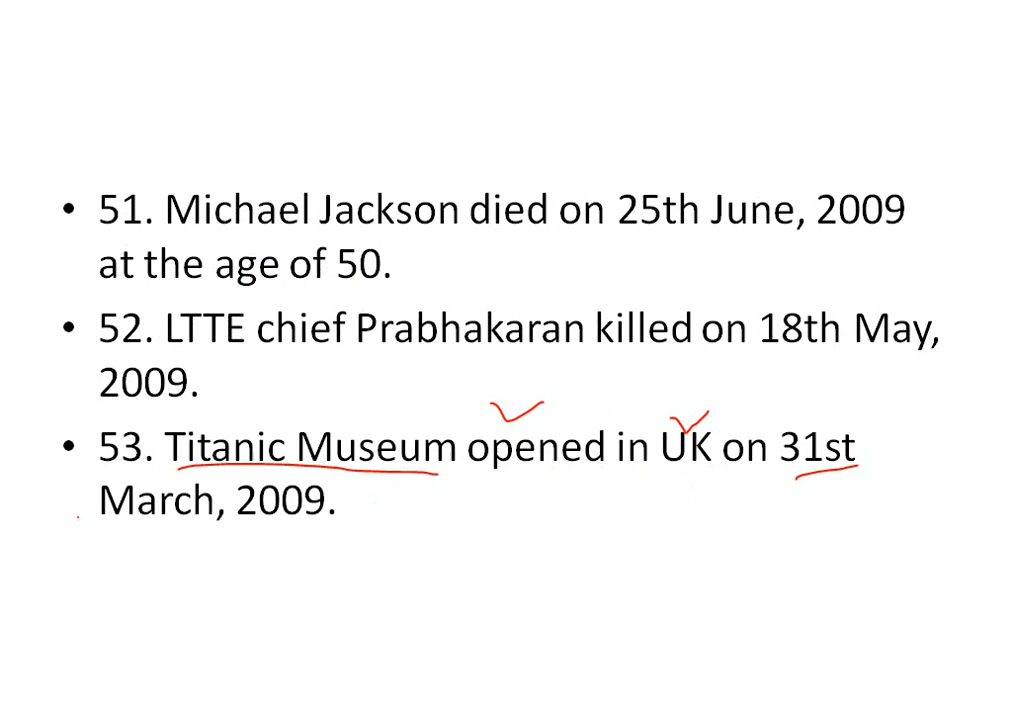 • 51. Michael Jackson died on 25th June, 2009
at the age of 50.
• 52. LTTE chief Prabhakaran killed on 18th May,
2009.
• 53. Titanic Museum opened in UK on 31st
March, 2009.